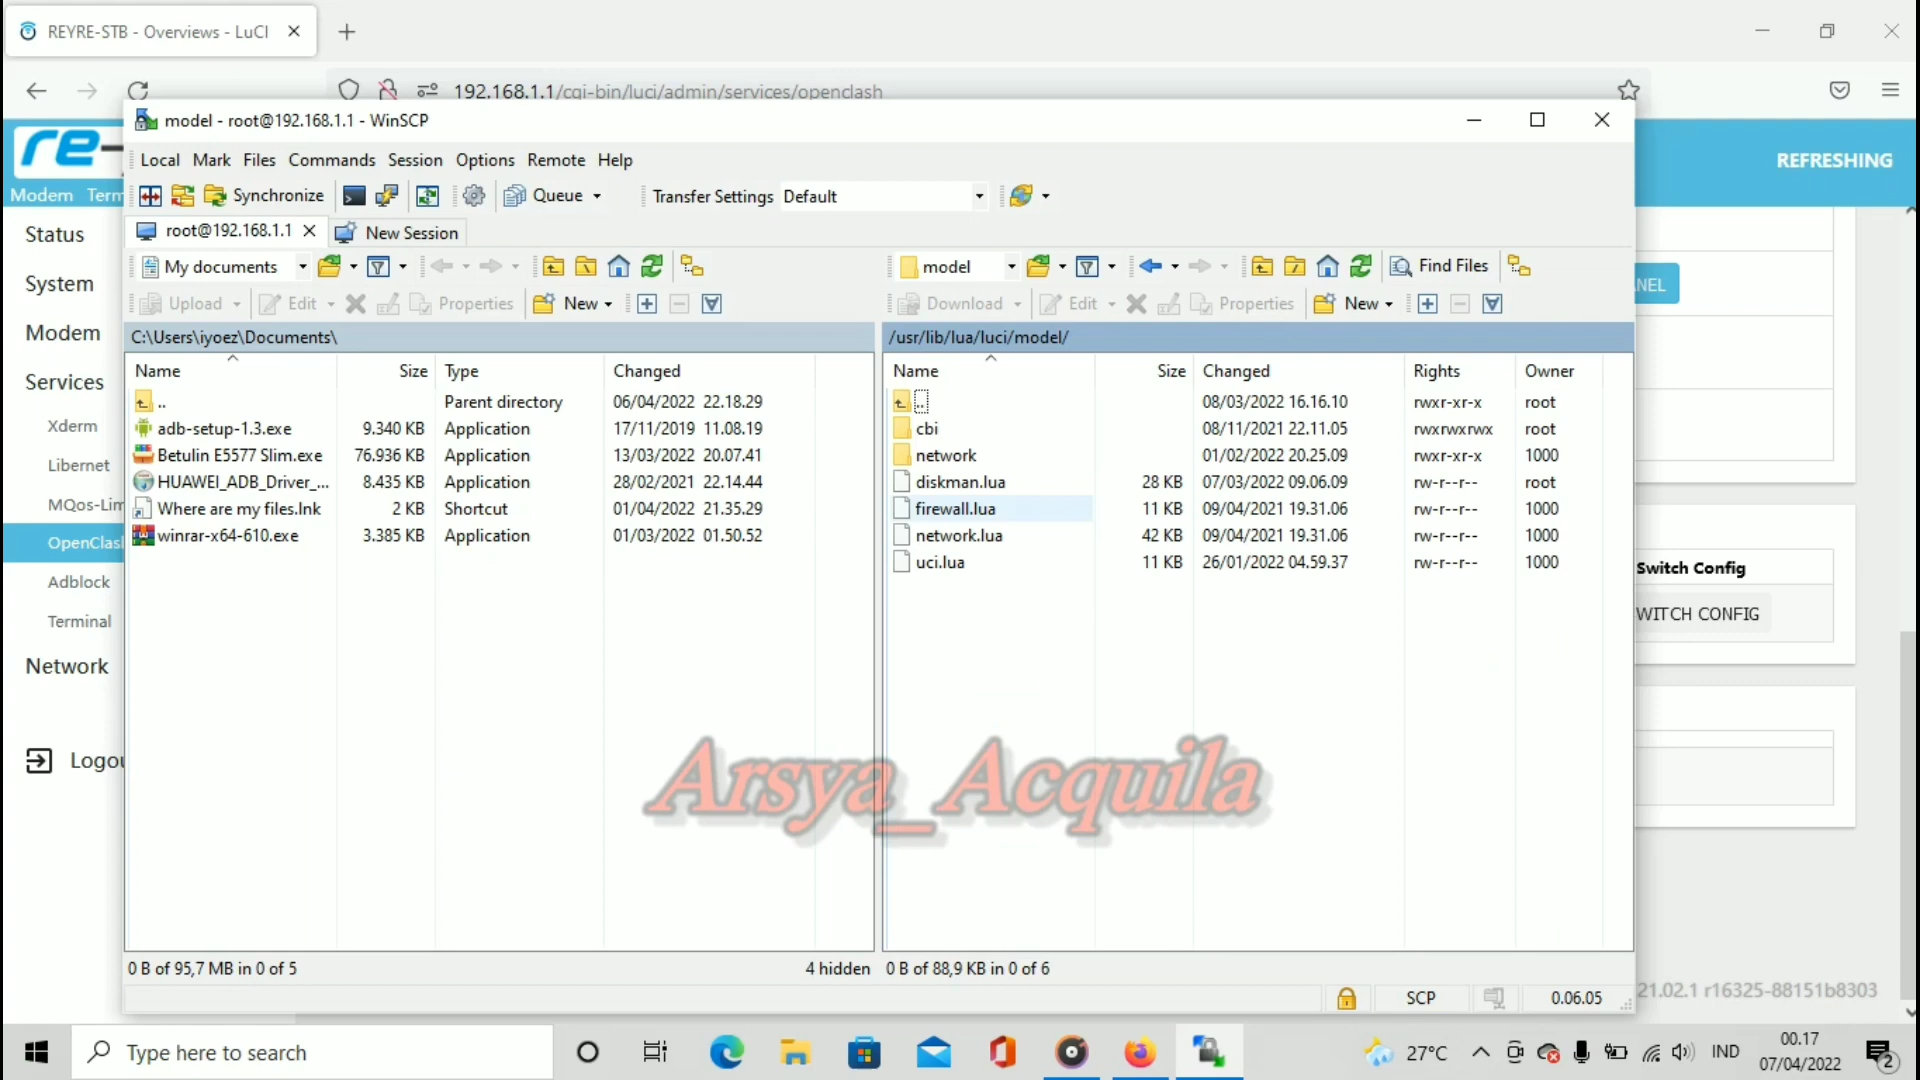 REYRE-STB - Overviews - LuCI
192.168.1.1/cgi-bin/luci/admin/services/openclash
re-
REFRESHING
Modem Term
Status
System
Modem
Services
Xderm
Libernet
MQos-Lim
OpenClash
Adblock
Terminal
Network
Logou
model - root@192.168.1.1 - WinSCP
Local Mark Files Commands Session Options Remote Help
Synchronize Queue Transfer Settings Default
root@192.168.1.1 New Session
My documents
model Find Files
Upload Edit Properties New
Download Edit Properties New
C:\Users\iyoez\Documents\
Name Size Type Changed
.. Parent directory 06/04/2022 22.18.29
adb-setup-1.3.exe 9.340 KB Application 17/11/2019 11.08.19
Betulin E5577 Slim.exe 76.936 KB Application 13/03/2022 20.07.41
HUAWEI_ADB_Driver_... 8.435 KB Application 28/02/2021 22.14.44
Where are my files.lnk 2 KB Shortcut 01/04/2022 21.35.29
winrar-x64-610.exe 3.385 KB Application 01/03/2022 01.50.52
/usr/lib/lua/luci/model/
Name Size Changed Rights Owner
.. 08/03/2022 16.16.10 rwxr-xr-x root
cbi 08/11/2021 22.11.05 rwxrwxrwx root
network 01/02/2022 20.25.09 rwxr-xr-x 1000
diskman.lua 28 KB 07/03/2022 09.06.09 rw-r--r-- root
firewall.lua 11 KB 09/04/2021 19.31.06 rw-r--r-- 1000
network.lua 42 KB 09/04/2021 19.31.06 rw-r--r-- 1000
uci.lua 11 KB 26/01/2022 04.59.37 rw-r--r-- 1000
NEL
Switch Config
WITCH CONFIG
Arsya_Acquila
0 B of 95,7 MB in 0 of 5
4 hidden
0 B of 88,9 KB in 0 of 6
SCP
0.06.05
21.02.1 r16325-88151b8303
Type here to search
27°C
IND
00.17
07/04/2022
2